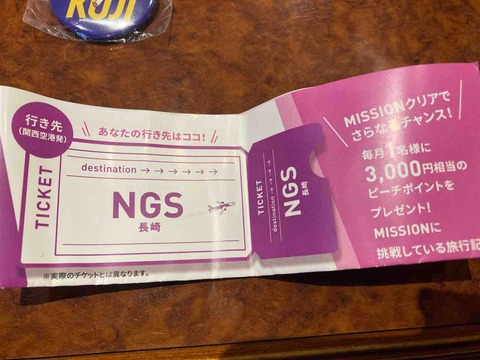 KUJI
行き先
(関西空港発)
あなたの行き先はココ!
TICKET
destination → → → → → →
NGS
長崎
※実際のチケットとは異なります。
TICKET
destination → → → →
NGS
長崎
MISSIONクリアで
さらなるチャンス!
毎月1名様に
3,000円相当の
ピーチポイントを
プレゼント!
MISSIONに
挑戦している旅行記